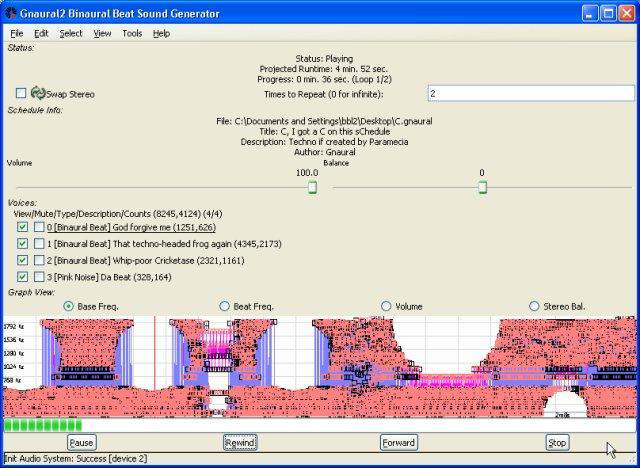 Gnaural2 Binaural Beat Sound Generator
File Edit Select View Tools Help
Status:
Status: Playing
Projected Runtime: 4 min. 52 sec.
Progress: 0 min. 36 sec. (Loop 1/2)
Swap Stereo
Times to Repeat (0 for infinite):
2
Schedule Info:
File: C:\Documents and Settings\bbl2\Desktop\C.gnaural
Title: C, I got a C on this sChedule
Description: Techno if created by Paramecia
Author: Gnaural
Volume
Balance
100.0
0
Voices:
View/Mute/Type/Description/Counts (8245,4124) (4/4)
0 [Binaural Beat] God forgive me (1251,626)
1 [Binaural Beat] That techno-headed frog again (4345,2173)
2 [Binaural Beat] Whip-poor Cricketase (2321,1161)
3 [Pink Noise] Da Beat (328,164)
Graph View:
Base Freq. Beat Freq. Volume Stereo Bal.
1792 hz
1536 hz
1280 hz
1024 hz
768 hz
Pause Rewind Forward Stop
Init Audio System: Success [device 2]